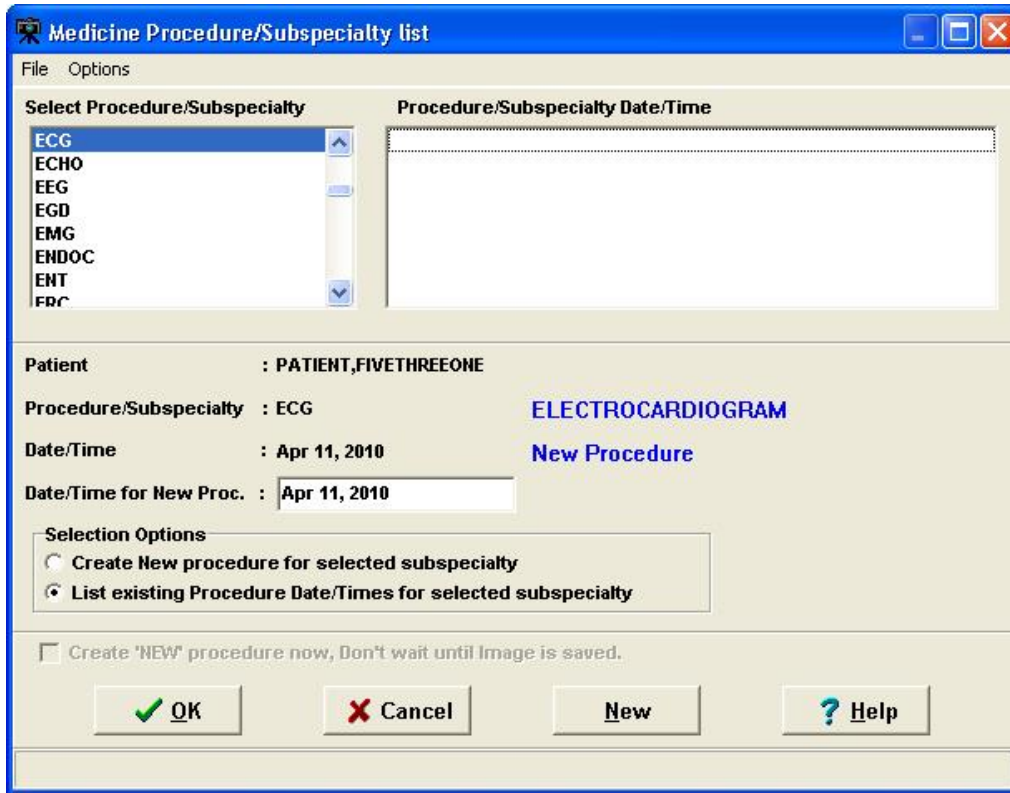 Medicine Procedure/Subspecialty list
File Options
Select Procedure/Subspecialty Procedure/Subspecialty Date/Time
ECG
ECHO
EEG
EGD
EMG
ENDOC
ENT
ERC
Patient : PATIENT,FIVETHREEONE
Procedure/Subspecialty : ECG ELECTROCARDIOGRAM
Date/Time : Apr 11, 2010 New Procedure
Date/Time for New Proc. : Apr 11, 2010
Selection Options
Create New procedure for selected subspecialty
List existing Procedure Date/Times for selected subspecialty
Create 'NEW' procedure now, Don't wait until Image is saved.
OK Cancel New Help